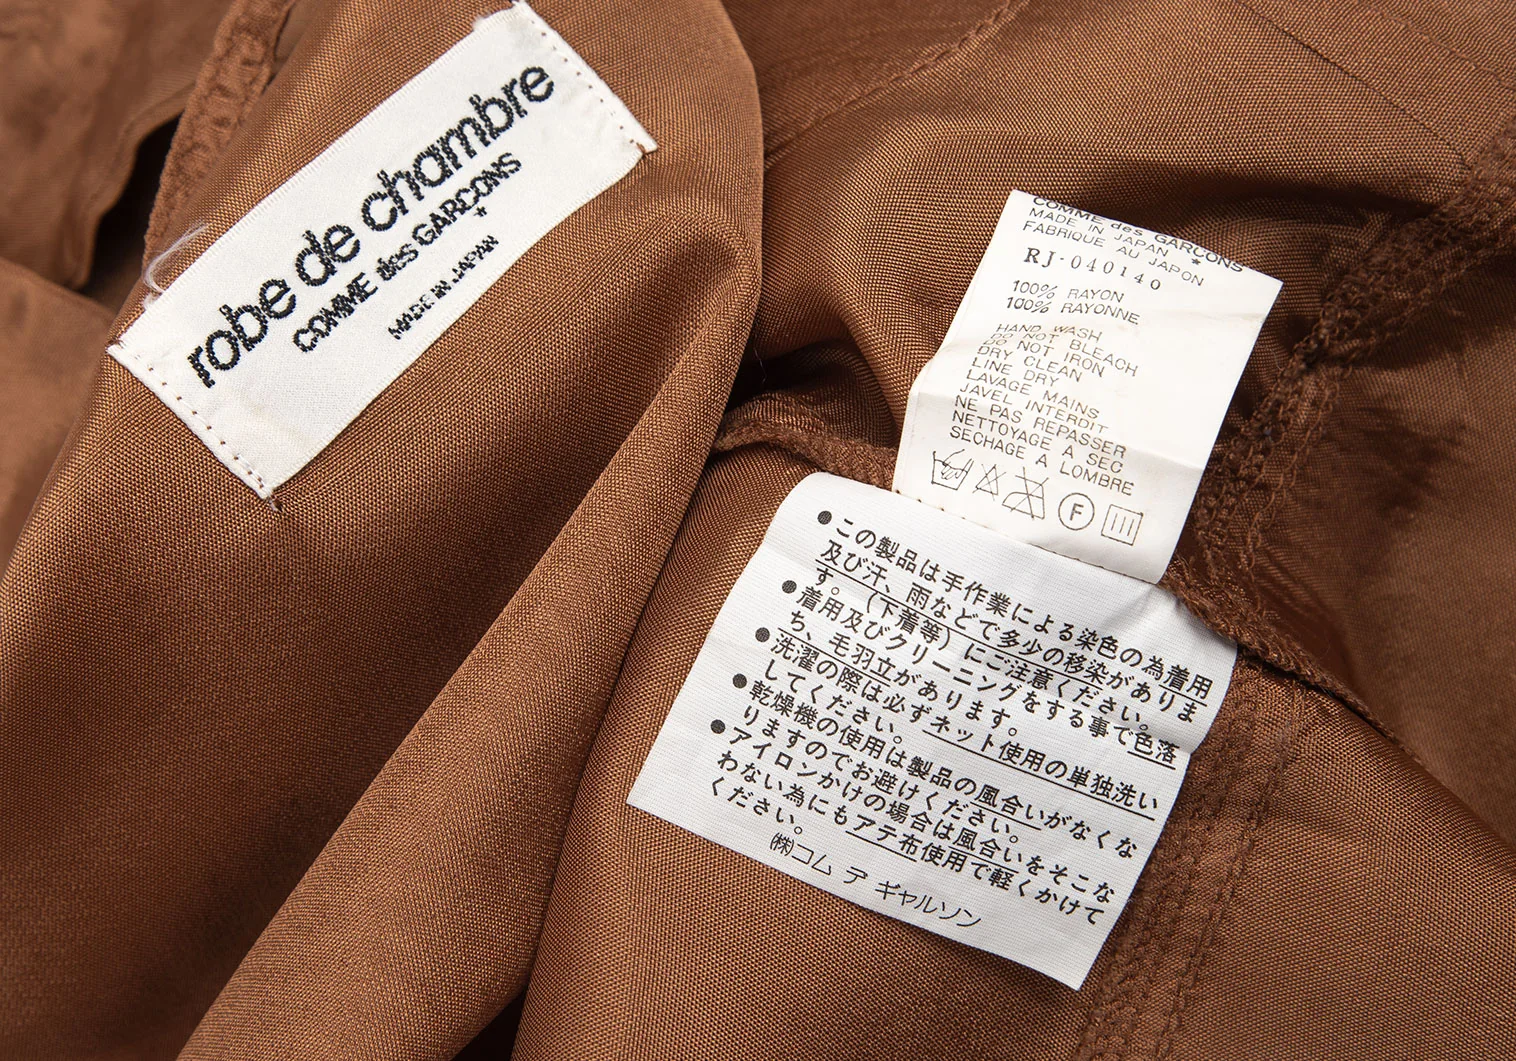 robe de chambre
COMME des GARÇONS
*
MADE IN JAPAN
COMME des GARÇONS
*
MADE IN JAPAN
FABRIQUE AU JAPON
RJ-040140
100% RAYON
100% RAYONNE
HAND WASH
DO NOT BLEACH
DO NOT IRON
DRY CLEAN
LINE DRY
LAVAGE MAINS
JAVEL INTERDIT
NE PAS REPASSER
NETTOYAGE A SEC
SECHAGE A LOMBRE
F
●この製品は手作業による染色の為着用
及び汗、雨などで多少の移染がありま
す。(下着等)にご注意ください。
●着用及びクリーニングをする事で色落
ち、毛羽立があります。
●洗濯の際は必ずネット使用の単独洗い
してください。
●乾燥機の使用は製品の風合いがなくな
りますのでお避けください。
●アイロンかけの場合は風合いをそこな
わない為にもアテ布使用で軽くかけて
ください。
㈱コム デ ギャルソン